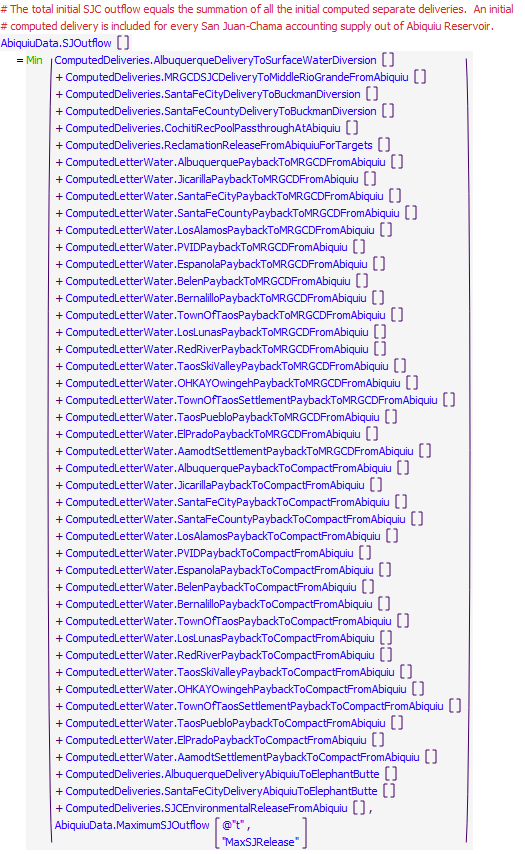 # The total initial SJC outflow equals the summation of all the initial computed separate deliveries. An initial
# computed delivery is included for every San Juan-Chama accounting supply out of Abiquiu Reservoir.
AbiquiuData.SJOutflow []
= Min ComputedDeliveries.AlbuquerqueDeliveryToSurfaceWaterDiversion []
+ ComputedDeliveries.MRGCDSJCDeliveryToMiddleRioGrandeFromAbiquiu []
+ ComputedDeliveries.SantaFeCityDeliveryToBuckmanDiversion []
+ ComputedDeliveries.SantaFeCountyDeliveryToBuckmanDiversion []
+ ComputedDeliveries.CochitiRecPoolPassthroughAtAbiquiu []
+ ComputedDeliveries.ReclamationReleaseFromAbiquiuForTargets []
+ ComputedLetterWater.AlbuquerquePaybackToMRGCDFromAbiquiu []
+ ComputedLetterWater.JicarillaPaybackToMRGCDFromAbiquiu []
+ ComputedLetterWater.SantaFeCityPaybackToMRGCDFromAbiquiu []
+ ComputedLetterWater.SantaFeCountyPaybackToMRGCDFromAbiquiu []
+ ComputedLetterWater.LosAlamosPaybackToMRGCDFromAbiquiu []
+ ComputedLetterWater.PVIDPaybackToMRGCDFromAbiquiu []
+ ComputedLetterWater.EspanolaPaybackToMRGCDFromAbiquiu []
+ ComputedLetterWater.BelenPaybackToMRGCDFromAbiquiu []
+ ComputedLetterWater.BernalilloPaybackToMRGCDFromAbiquiu []
+ ComputedLetterWater.TownOfTaosPaybackToMRGCDFromAbiquiu []
+ ComputedLetterWater.LosLunasPaybackToMRGCDFromAbiquiu []
+ ComputedLetterWater.RedRiverPaybackToMRGCDFromAbiquiu []
+ ComputedLetterWater.TaosSkiValleyPaybackToMRGCDFromAbiquiu []
+ ComputedLetterWater.OHKAYOwingehPaybackToMRGCDFromAbiquiu []
+ ComputedLetterWater.TownOfTaosSettlementPaybackToMRGCDFromAbiquiu []
+ ComputedLetterWater.TaosPuebloPaybackToMRGCDFromAbiquiu []
+ ComputedLetterWater.ElPradoPaybackToMRGCDFromAbiquiu []
+ ComputedLetterWater.AamodtSettlementPaybackToMRGCDFromAbiquiu []
+ ComputedLetterWater.AlbuquerquePaybackToCompactFromAbiquiu []
+ ComputedLetterWater.JicarillaPaybackToCompactFromAbiquiu []
+ ComputedLetterWater.SantaFeCityPaybackToCompactFromAbiquiu []
+ ComputedLetterWater.SantaFeCountyPaybackToCompactFromAbiquiu []
+ ComputedLetterWater.LosAlamosPaybackToCompactFromAbiquiu []
+ ComputedLetterWater.PVIDPaybackToCompactFromAbiquiu []
+ ComputedLetterWater.EspanolaPaybackToCompactFromAbiquiu []
+ ComputedLetterWater.BelenPaybackToCompactFromAbiquiu []
+ ComputedLetterWater.BernalilloPaybackToCompactFromAbiquiu []
+ ComputedLetterWater.TownOfTaosPaybackToCompactFromAbiquiu []
+ ComputedLetterWater.LosLunasPaybackToCompactFromAbiquiu []
+ ComputedLetterWater.RedRiverPaybackToCompactFromAbiquiu []
+ ComputedLetterWater.TaosSkiValleyPaybackToCompactFromAbiquiu []
+ ComputedLetterWater.OHKAYOwingehPaybackToCompactFromAbiquiu []
+ ComputedLetterWater.TownOfTaosSettlementPaybackToCompactFromAbiquiu []
+ ComputedLetterWater.TaosPuebloPaybackToCompactFromAbiquiu []
+ ComputedLetterWater.ElPradoPaybackToCompactFromAbiquiu []
+ ComputedLetterWater.AamodtSettlementPaybackToCompactFromAbiquiu []
+ ComputedDeliveries.AlbuquerqueDeliveryAbiquiuToElephantButte []
+ ComputedDeliveries.SantaFeCityDeliveryAbiquiuToElephantButte []
+ ComputedDeliveries.SJCEnvironmentalReleaseFromAbiquiu [] ,
AbiquiuData.MaximumSJOutflow [ @"t" ,
"MaxSJRelease" ]